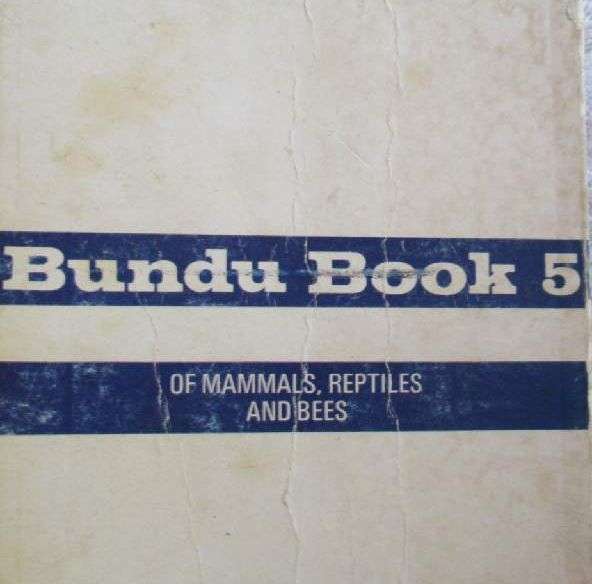 Bundu Book 5
OF MAMMALS, REPTILES
AND BEES